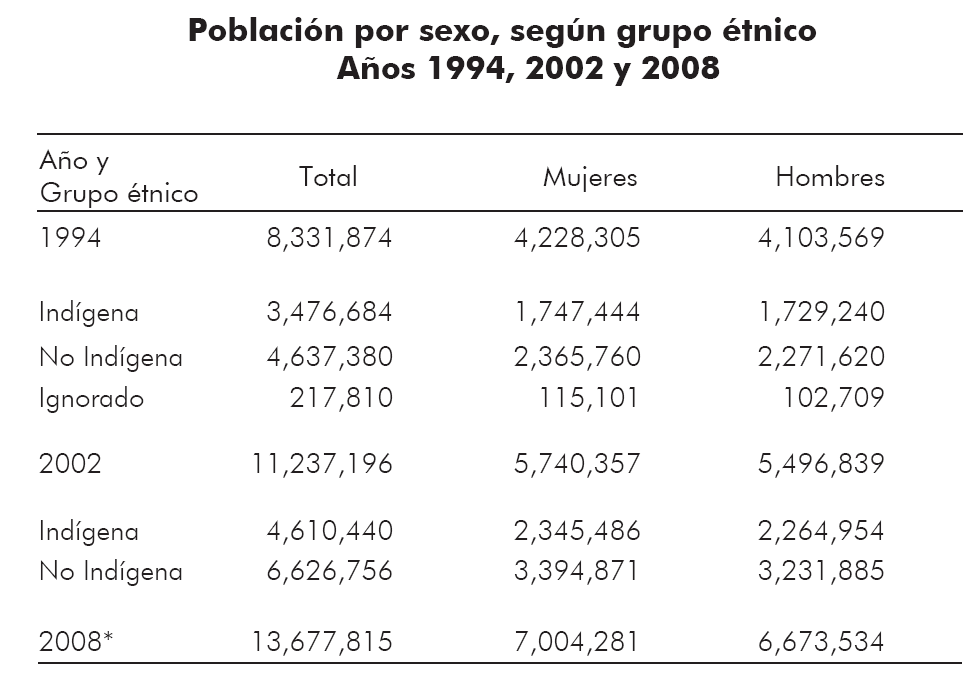 Población por sexo, según grupo étnico
Años 1994, 2002 y 2008
Año y
Grupo étnico Total Mujeres Hombres
1994 8,331,874 4,228,305 4,103,569
Indígena 3,476,684 1,747,444 1,729,240
No Indígena 4,637,380 2,365,760 2,271,620
Ignorado 217,810 115,101 102,709
2002 11,237,196 5,740,357 5,496,839
Indígena 4,610,440 2,345,486 2,264,954
No Indígena 6,626,756 3,394,871 3,231,885
2008* 13,677,815 7,004,281 6,673,534